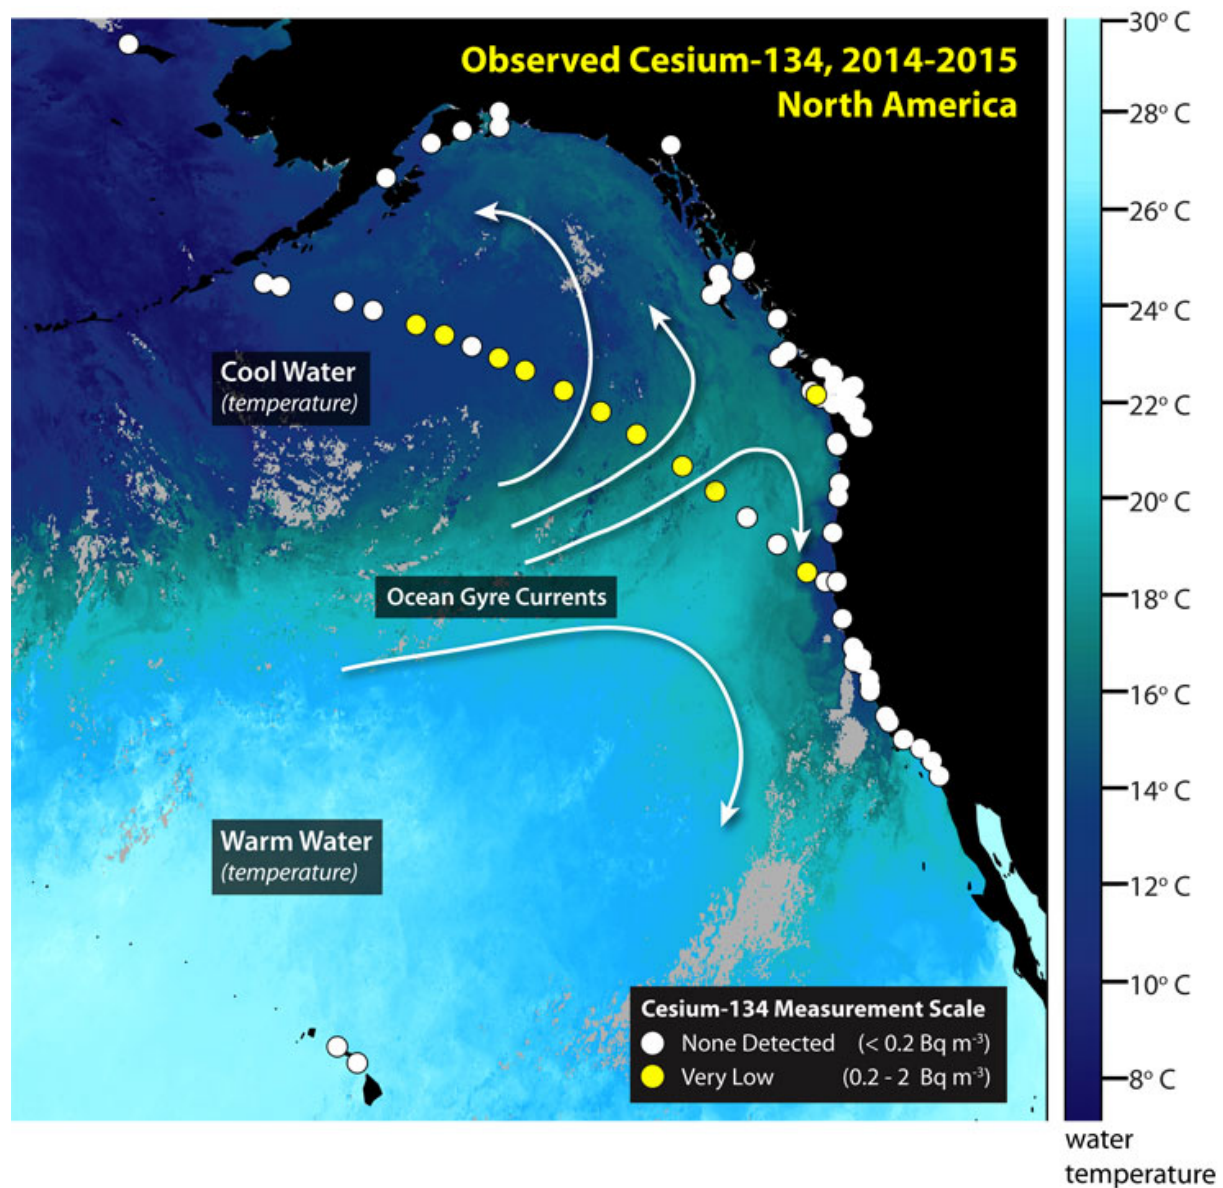 Observed Cesium-134, 2014-2015
North America
Cool Water
(temperature)
Ocean Gyre Currents
Warm Water
(temperature)
Cesium-134 Measurement Scale
None Detected (< 0.2 Bq m⁻³)
Very Low (0.2 - 2 Bq m⁻³)
30° C
28° C
26° C
24° C
22° C
20° C
18° C
16° C
14° C
12° C
10° C
8° C
water
temperature